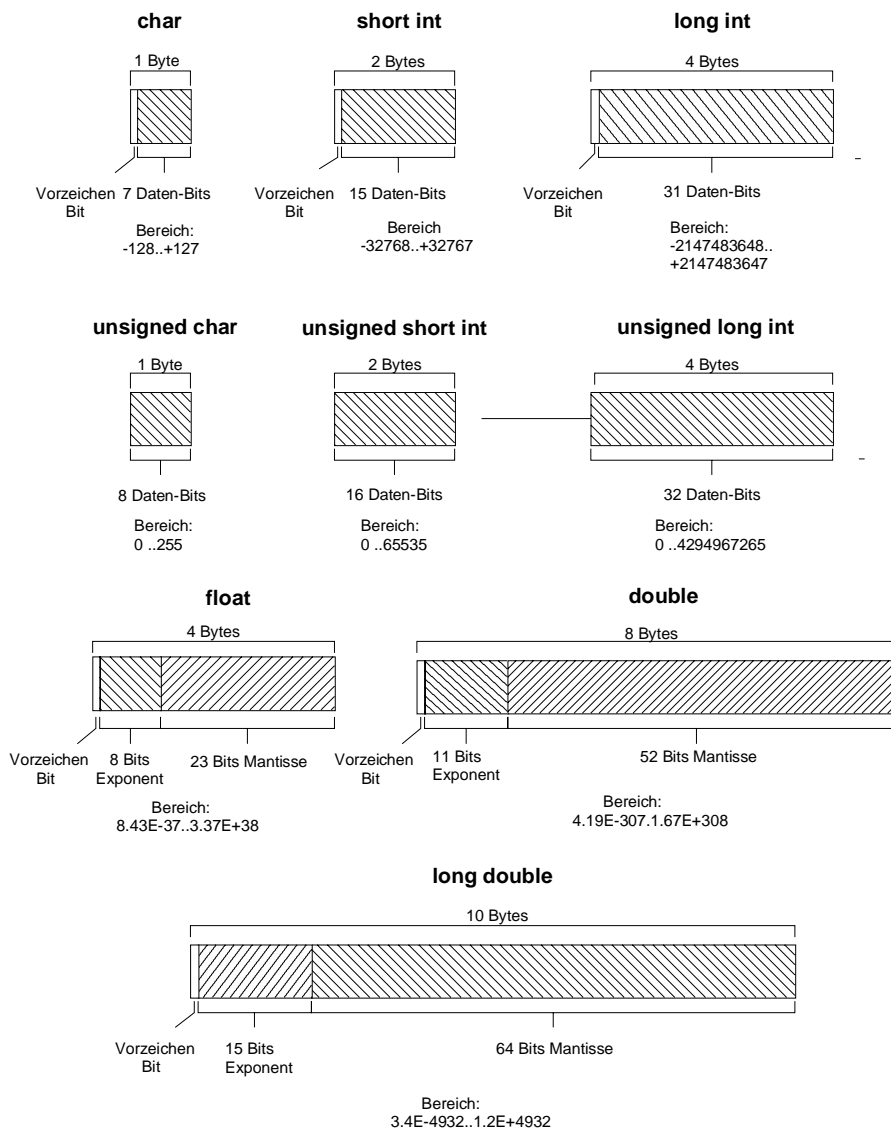 char
short int
long int
1 Byte
2 Bytes
4 Bytes
Vorzeichen
Bit
7 Daten-Bits
Vorzeichen
Bit
15 Daten-Bits
Vorzeichen
Bit
31 Daten-Bits
Bereich:
-128..+127
Bereich
-32768..+32767
Bereich:
-2147483648..
+2147483647
unsigned char
unsigned short int
unsigned long int
1 Byte
2 Bytes
4 Bytes
8 Daten-Bits
16 Daten-Bits
32 Daten-Bits
Bereich:
0 ..255
Bereich:
0 ..65535
Bereich:
0 ..4294967265
float
double
4 Bytes
8 Bytes
Vorzeichen
Bit
8 Bits
Exponent
23 Bits Mantisse
Vorzeichen
Bit
11 Bits
Exponent
52 Bits Mantisse
Bereich:
8.43E-37..3.37E+38
Bereich:
4.19E-307.1.67E+308
long double
10 Bytes
Vorzeichen
Bit
15 Bits
Exponent
64 Bits Mantisse
Bereich:
3.4E-4932..1.2E+4932